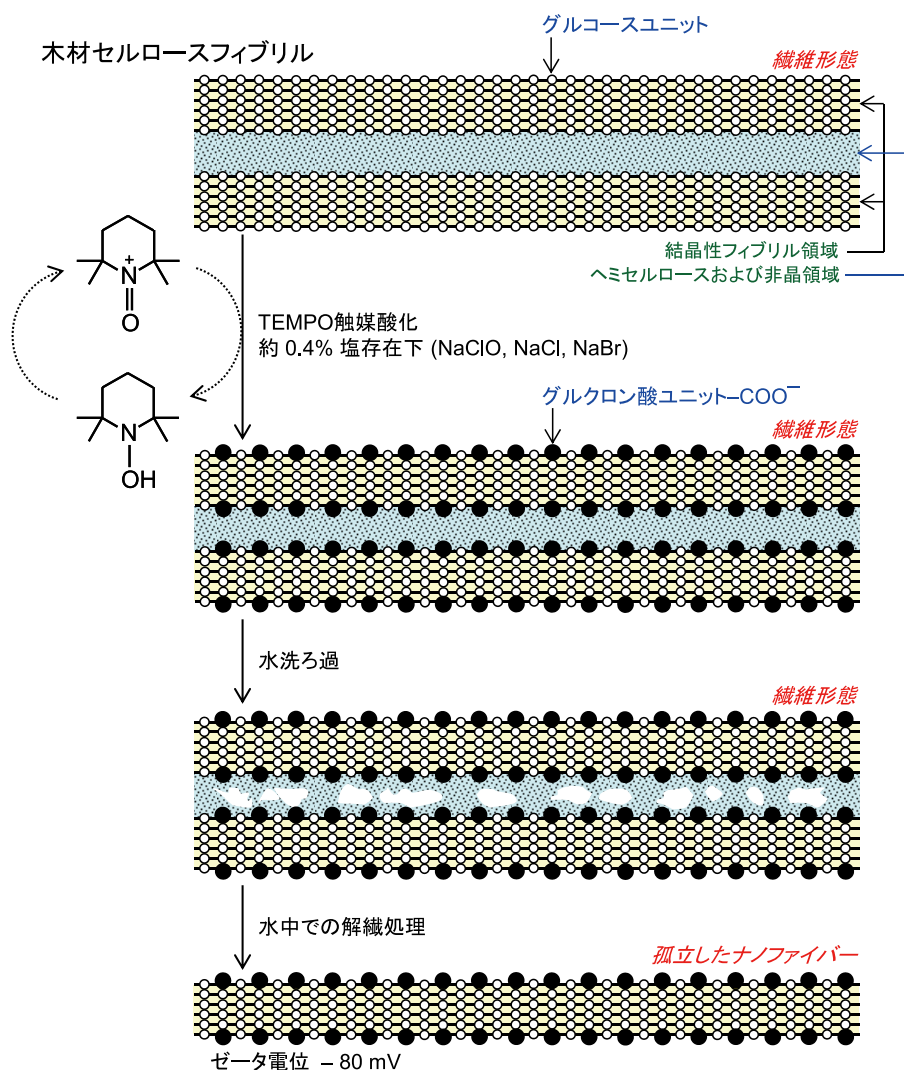 グルコースユニット
木材セルロースフィブリル
繊維形態
結晶性フィブリル領域
ヘミセルロースおよび非晶領域
N
+
O
TEMPO触媒酸化
約 0.4% 塩存在下 (NaClO, NaCl, NaBr)
グルクロン酸ユニット–COO⁻
繊維形態
N
OH
水洗ろ過
繊維形態
水中での解繊処理
孤立したナノファイバー
ゼータ電位 – 80 mV